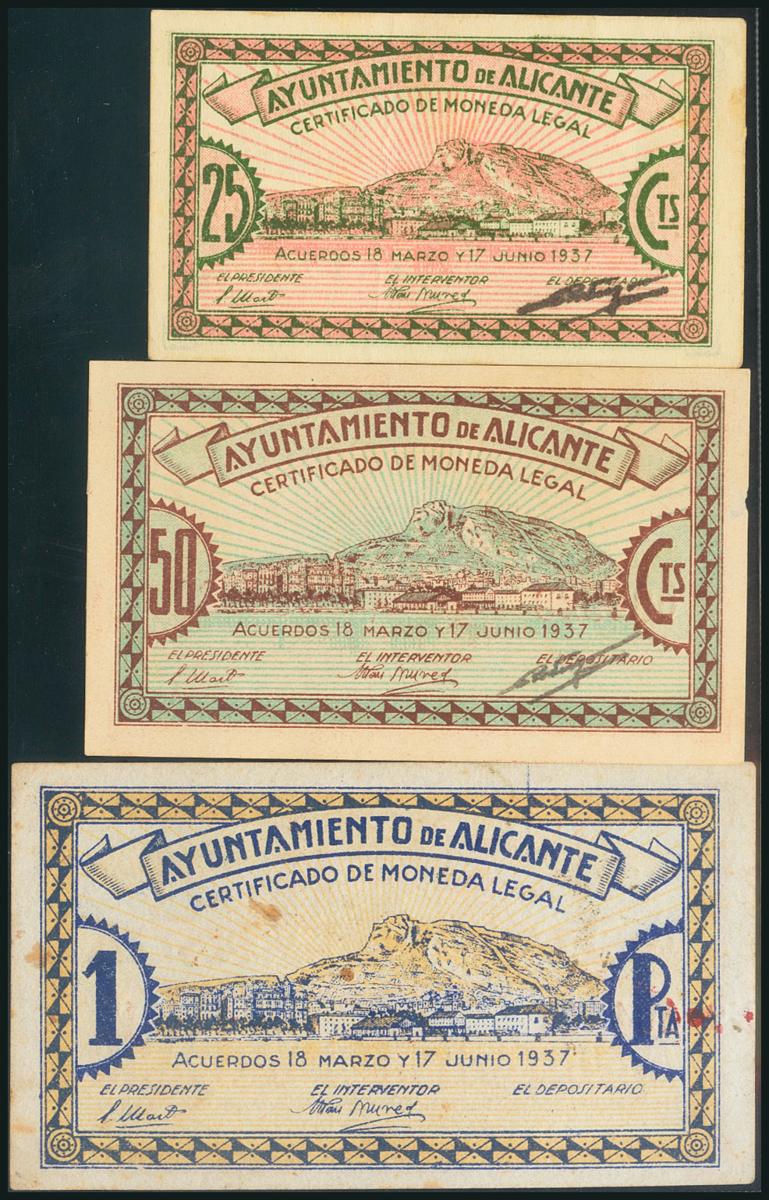 AYUNTAMIENTO DE ALICANTE
CERTIFICADO DE MONEDA LEGAL
25 CTS
ACUERDOS 18 MARZO Y 17 JUNIO 1937
EL PRESIDENTE EL INTERVENTOR EL DEPOSITARIO
AYUNTAMIENTO DE ALICANTE
CERTIFICADO DE MONEDA LEGAL
50 CTS
ACUERDOS 18 MARZO Y 17 JUNIO 1937
EL PRESIDENTE EL INTERVENTOR EL DEPOSITARIO
AYUNTAMIENTO DE ALICANTE
CERTIFICADO DE MONEDA LEGAL
1 PTA
ACUERDOS 18 MARZO Y 17 JUNIO 1937
EL PRESIDENTE EL INTERVENTOR EL DEPOSITARIO